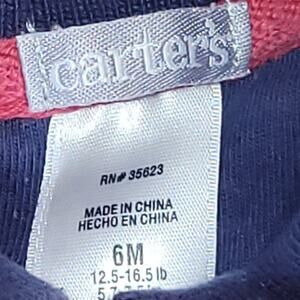 carter's
RN# 35623
MADE IN CHINA
HECHO EN CHINA
6M
12.5-16.5 lb